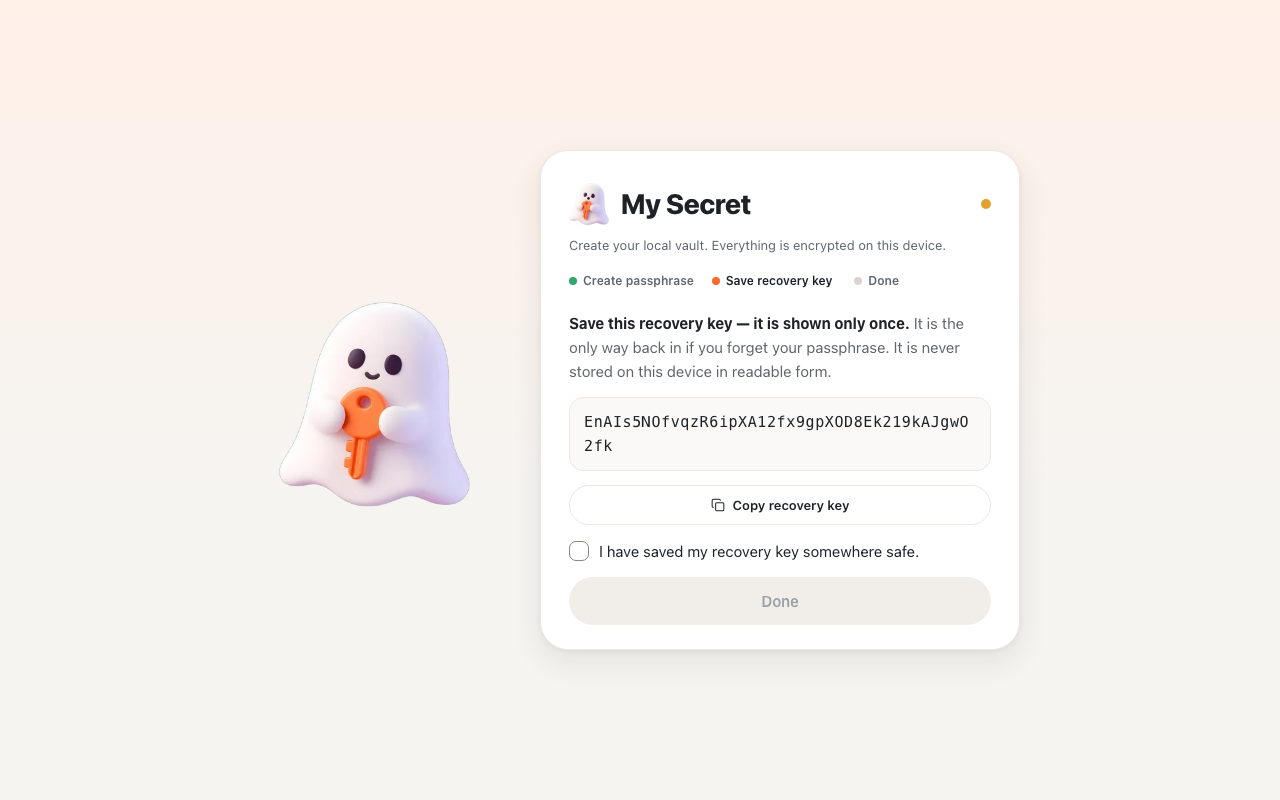 My Secret
Create your local vault. Everything is encrypted on this device.
Create passphrase Save recovery key Done
Save this recovery key — it is shown only once. It is the
only way back in if you forget your passphrase. It is never
stored on this device in readable form.
EnAIs5NOfvqzR6ipXA12fx9gpXOD8Ek219kAJgwO
2fk
Copy recovery key
I have saved my recovery key somewhere safe.
Done